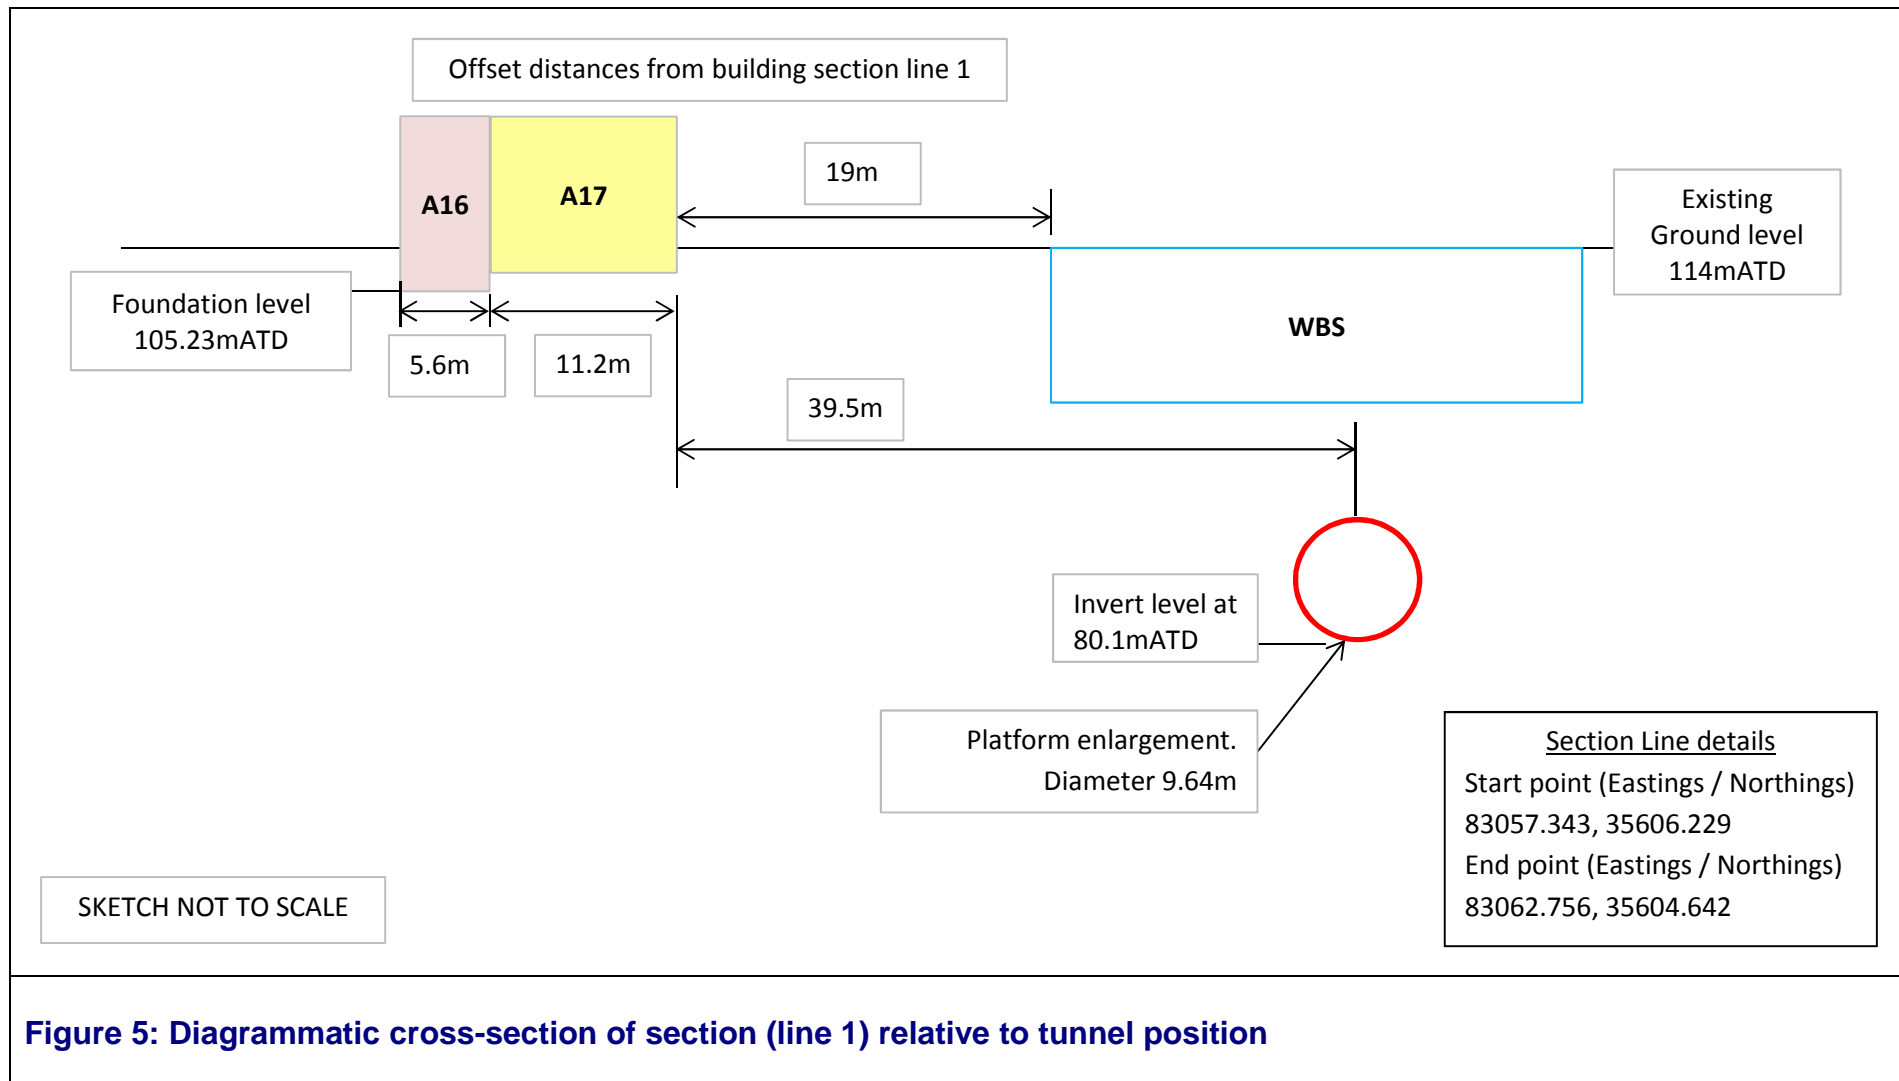 Offset distances from building section line 1
A16
A17
19m
Existing
Ground level
114mATD
Foundation level
105.23mATD
WBS
5.6m
11.2m
39.5m
Invert level at
80.1mATD
Platform enlargement.
Diameter 9.64m
Section Line details
Start point (Eastings / Northings)
83057.343, 35606.229
End point (Eastings / Northings)
83062.756, 35604.642
SKETCH NOT TO SCALE
Figure 5: Diagrammatic cross-section of section (line 1) relative to tunnel position